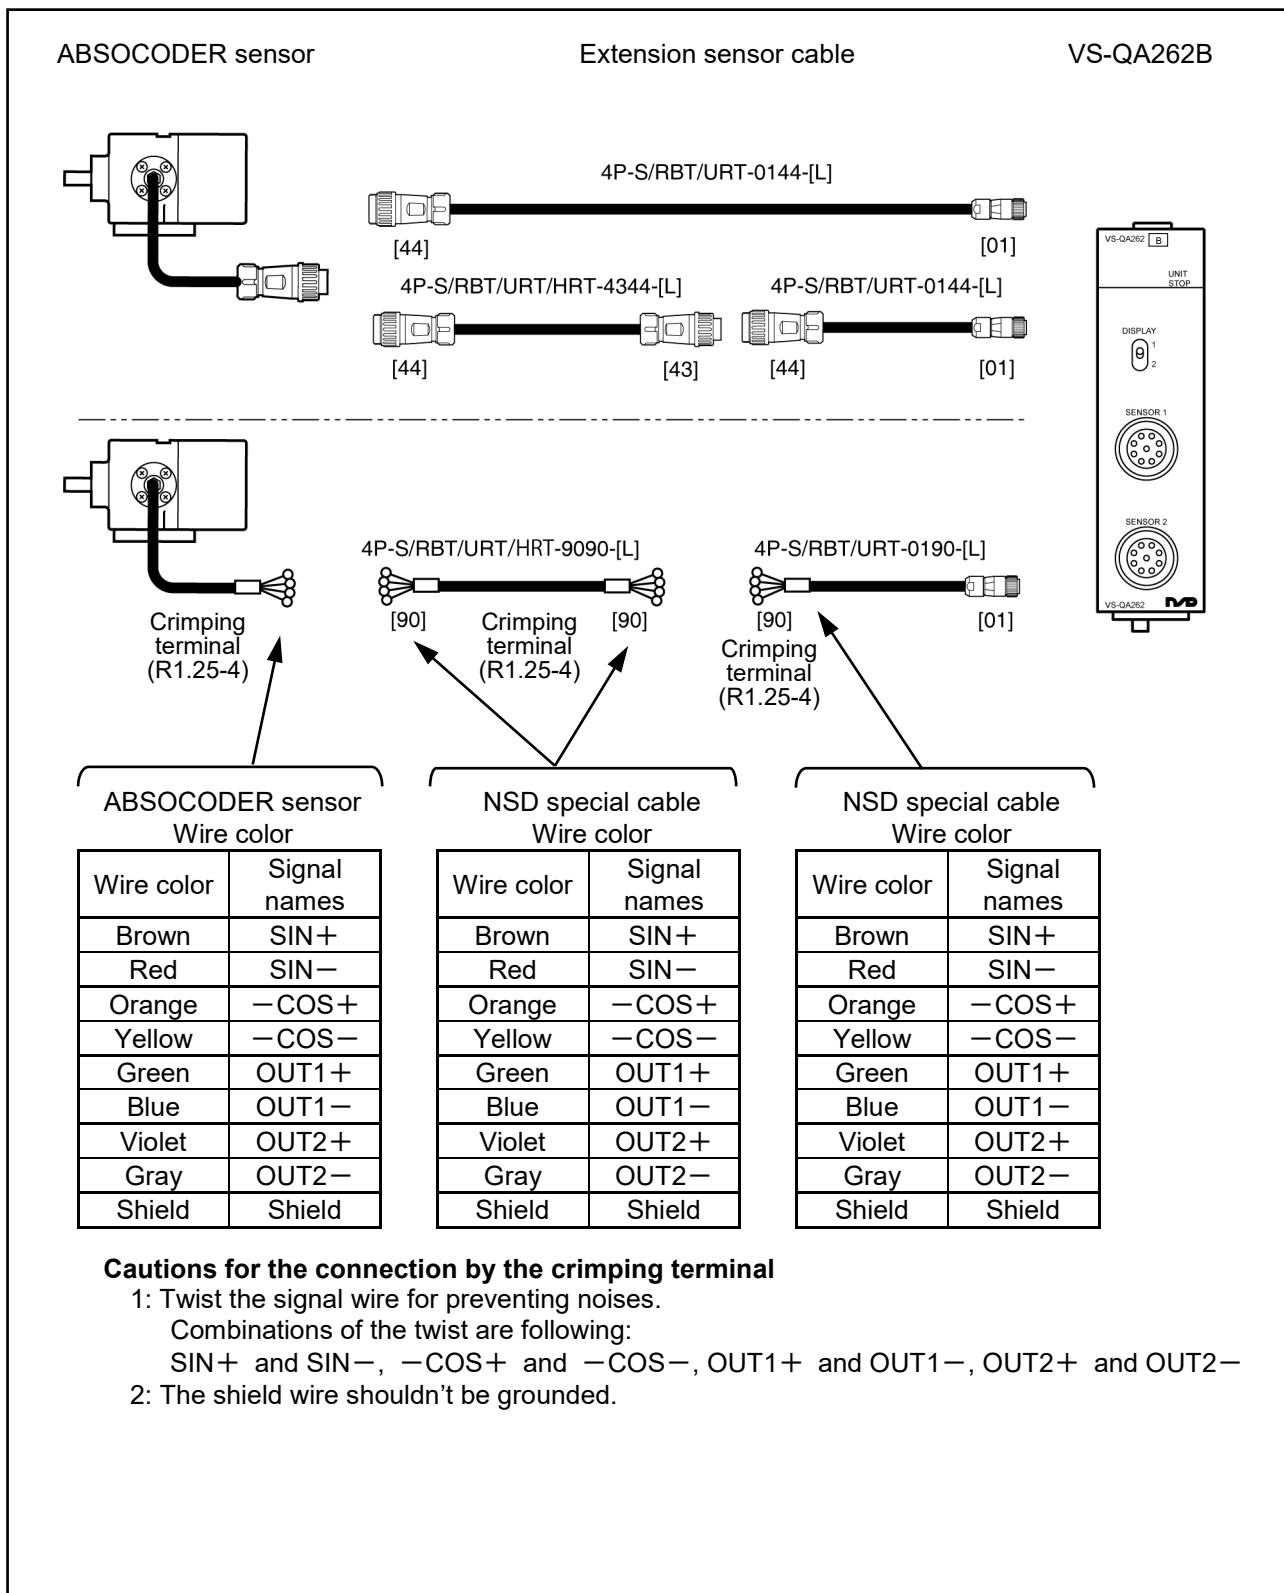 ABSOCODER sensor Extension sensor cable VS-QA262B
4P-S/RBT/URT-0144-[L]
[44] [01]
4P-S/RBT/URT/HRT-4344-[L] 4P-S/RBT/URT-0144-[L]
[44] [43] [44] [01]
VS-QA262 B
UNIT
STOP
DISPLAY
1
2
SENSOR 1
SENSOR 2
VS-QA262 NSD
4P-S/RBT/URT/HRT-9090-[L] 4P-S/RBT/URT-0190-[L]
Crimping
terminal
(R1.25-4)
[90] Crimping [90]
terminal
(R1.25-4)
[90] [01]
Crimping
terminal
(R1.25-4)
ABSOCODER sensor
Wire color
Wire color Signal names
Brown SIN+
Red SIN−
Orange −COS+
Yellow −COS−
Green OUT1+
Blue OUT1−
Violet OUT2+
Gray OUT2−
Shield Shield
NSD special cable
Wire color
Wire color Signal names
Brown SIN+
Red SIN−
Orange −COS+
Yellow −COS−
Green OUT1+
Blue OUT1−
Violet OUT2+
Gray OUT2−
Shield Shield
NSD special cable
Wire color
Wire color Signal names
Brown SIN+
Red SIN−
Orange −COS+
Yellow −COS−
Green OUT1+
Blue OUT1−
Violet OUT2+
Gray OUT2−
Shield Shield
Cautions for the connection by the crimping terminal
1: Twist the signal wire for preventing noises.
Combinations of the twist are following:
SIN+ and SIN−, −COS+ and −COS−, OUT1+ and OUT1−, OUT2+ and OUT2−
2: The shield wire shouldn't be grounded.